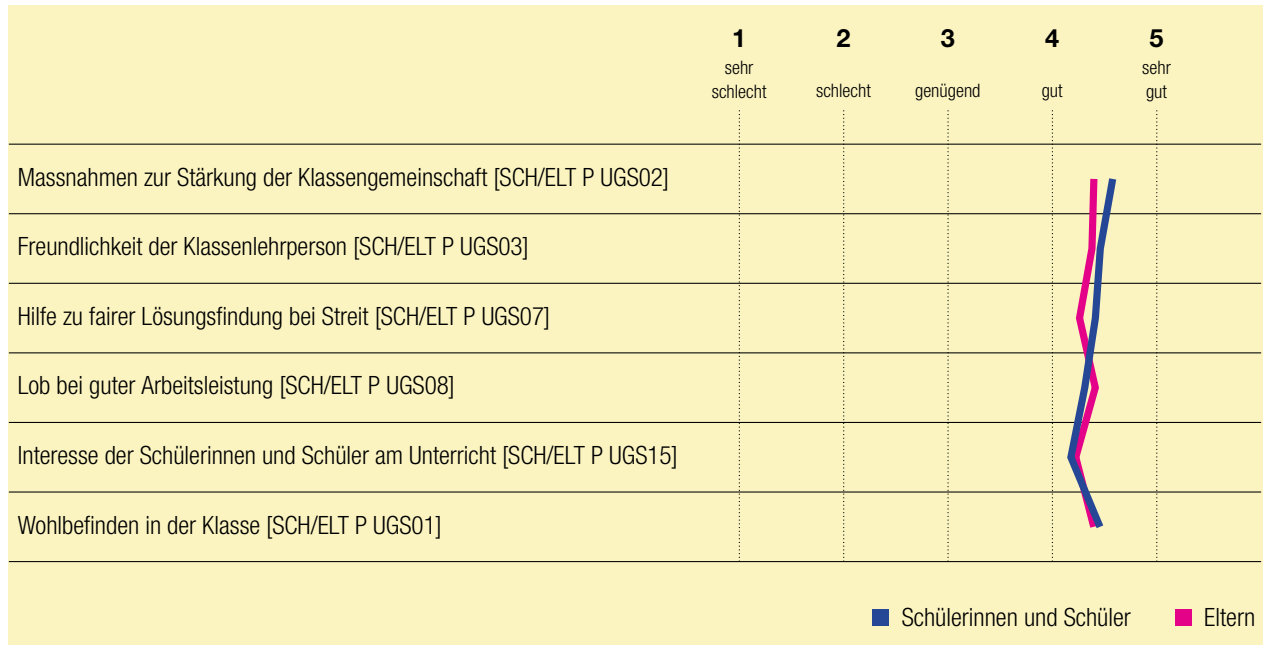 1 2 3 4 5
sehr schlecht schlecht genügend gut sehr gut
Massnahmen zur Stärkung der Klassengemeinschaft [SCH/ELT P UGS02]
Freundlichkeit der Klassenlehrperson [SCH/ELT P UGS03]
Hilfe zu fairer Lösungsfindung bei Streit [SCH/ELT P UGS07]
Lob bei guter Arbeitsleistung [SCH/ELT P UGS08]
Interesse der Schülerinnen und Schüler am Unterricht [SCH/ELT P UGS15]
Wohlbefinden in der Klasse [SCH/ELT P UGS01]
Schülerinnen und Schüler Eltern